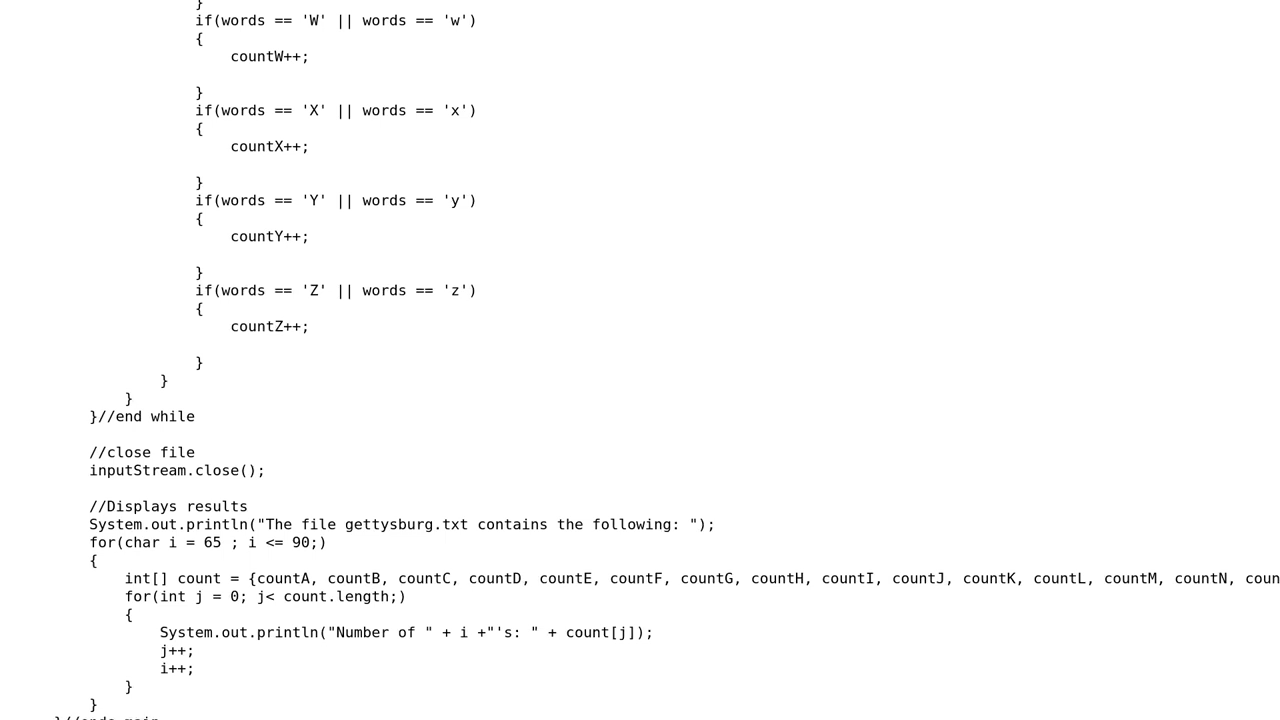 }
if(words == 'W' || words == 'w')
{
countW++;
}
if(words == 'X' || words == 'x')
{
countX++;
}
if(words == 'Y' || words == 'y')
{
countY++;
}
if(words == 'Z' || words == 'z')
{
countZ++;
}
}
}
}//end while
//close file
inputStream.close();
//Displays results
System.out.println("The file gettysburg.txt contains the following: ");
for(char i = 65 ; i <= 90;)
{
int[] count = {countA, countB, countC, countD, countE, countF, countG, countH, countI, countJ, countK, countL, countM, countN, coun
for(int j = 0; j< count.length;)
{
System.out.println("Number of " + i +"'s: " + count[j]);
j++;
i++;
}
}
}//ends main